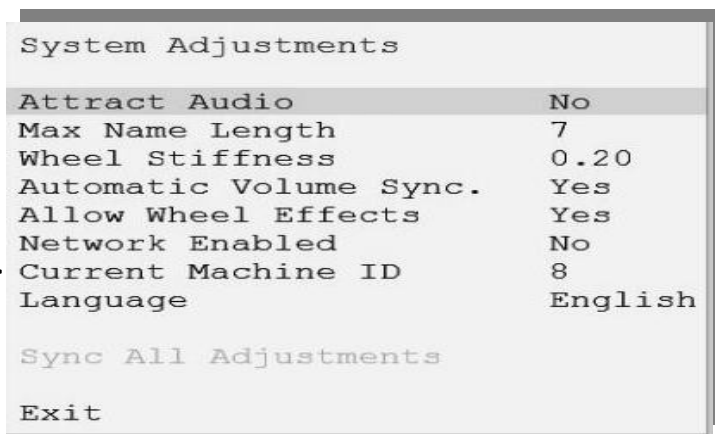 System Adjustments
Attract Audio No
Max Name Length 7
Wheel Stiffness 0.20
Automatic Volume Sync. Yes
Allow Wheel Effects Yes
Network Enabled No
Current Machine ID 8
Language English
Sync All Adjustments
Exit